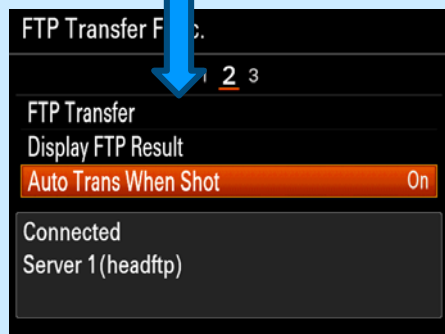 FTP Transfer F c.
1 2 3
FTP Transfer
Display FTP Result
Auto Trans When Shot On
Connected
Server 1(headftp)